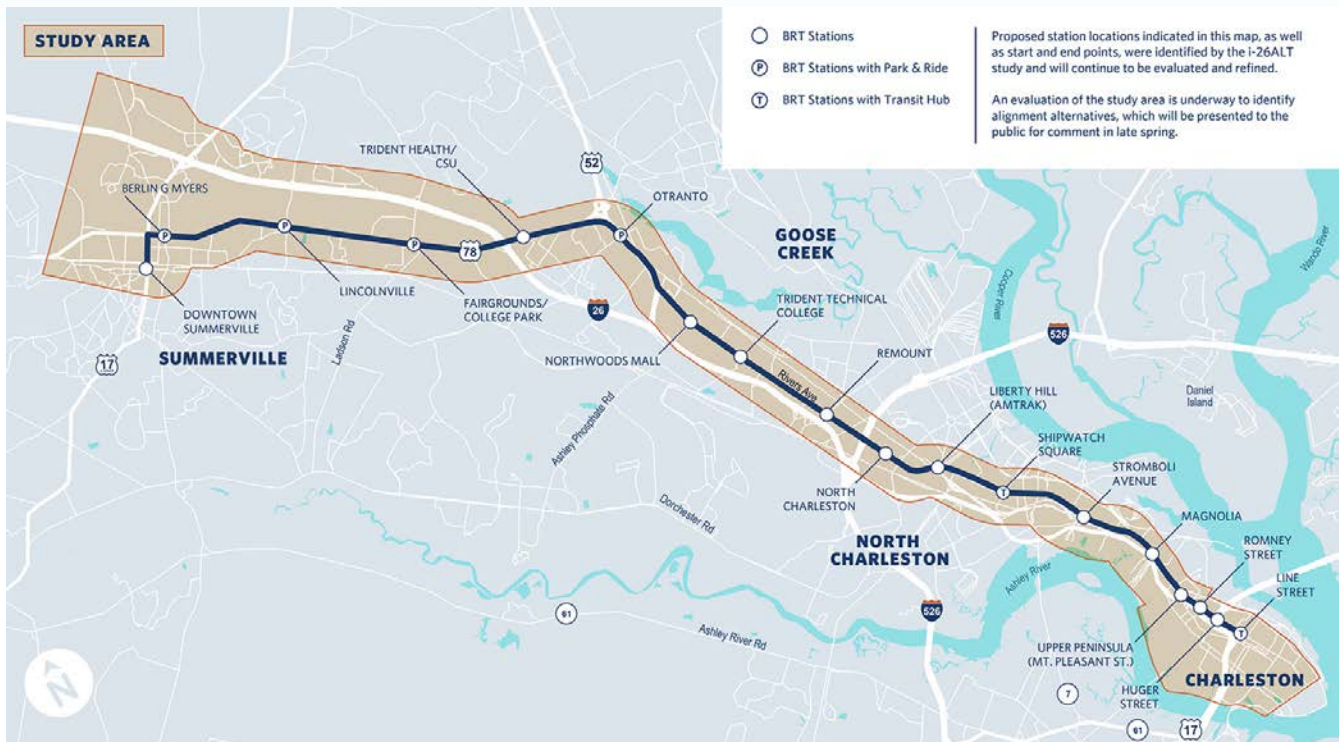 STUDY AREA
BRT Stations
P BRT Stations with Park & Ride
T BRT Stations with Transit Hub
Proposed station locations indicated in this map, as well
as start and end points, were identified by the i-26ALT
study and will continue to be evaluated and refined.
An evaluation of the study area is underway to identify
alignment alternatives, which will be presented to the
public for comment in late spring.
TRIDENT HEALTH/
CSU
52
BERLIN G MYERS
OTRANTO
P
P
P
P
78
GOOSE
CREEK
Cooper River
Wando River
DOWNTOWN
SUMMERVILLE
LINCOLNVILLE
FAIRGROUNDS/
COLLEGE PARK
26
TRIDENT TECHNICAL
COLLEGE
526
SUMMERVILLE
17
Ladson Rd
NORTHWOODS MALL
REMOUNT
Rivers Ave
LIBERTY HILL
(AMTRAK)
Daniel
Island
Ashley Phosphate Rd
SHIPWATCH
SQUARE
T
STROMBOLI
AVENUE
Dorchester Rd
NORTH
CHARLESTON
MAGNOLIA
NORTH
CHARLESTON
ROMNEY
STREET
LINE
STREET
Ashley River
61
526
Ashley River Rd
T
UPPER PENINSULA
(MT. PLEASANT ST.)
CHARLESTON
HUGER
STREET
7
61
17
N